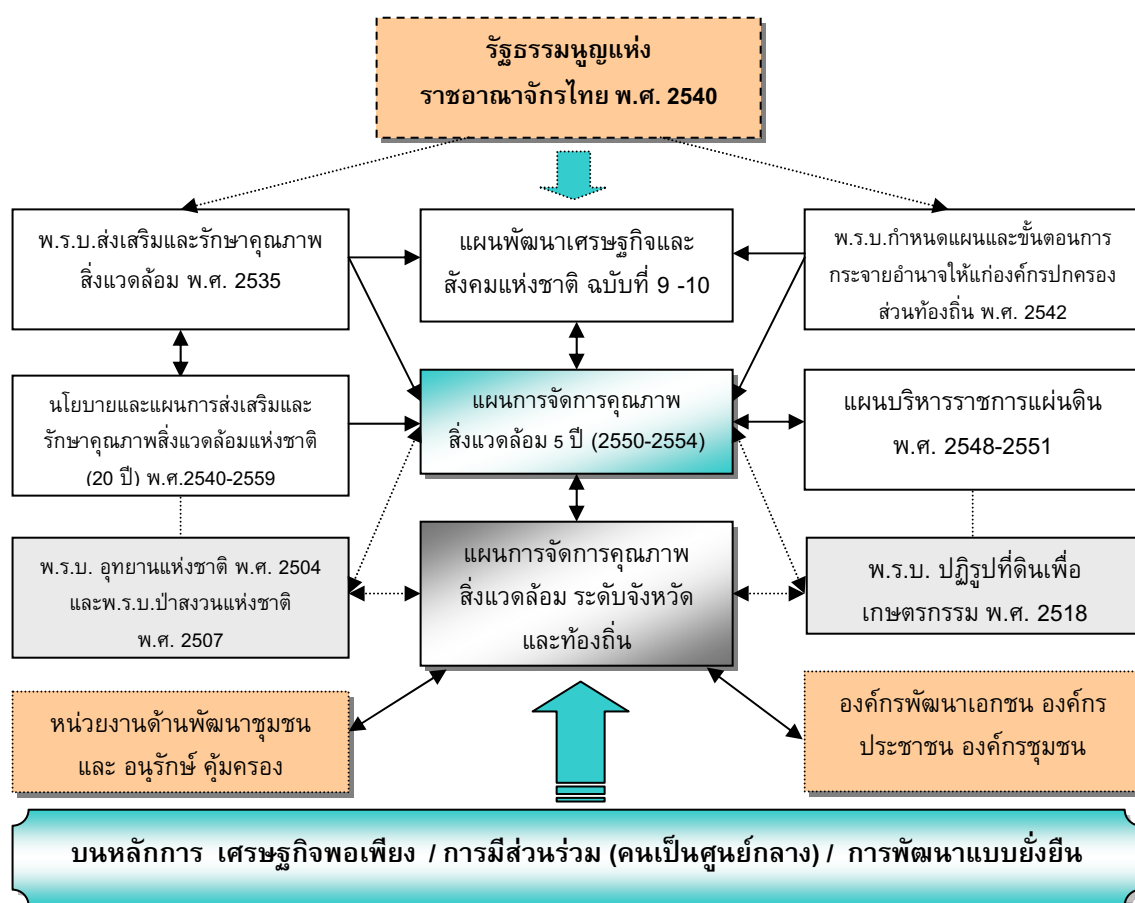 รัฐธรรมนูญแห่ง
ราชอาณาจักรไทย พ.ศ. 2540
พ.ร.บ.ส่งเสริมและรักษาคุณภาพ
สิ่งแวดล้อม พ.ศ. 2535
แผนพัฒนาเศรษฐกิจและ
สังคมแห่งชาติ ฉบับที่ 9 -10
พ.ร.บ.กำหนดแผนและขั้นตอนการ
กระจายอำนาจให้แก่องค์กรปกครอง
ส่วนท้องถิ่น พ.ศ. 2542
นโยบายและแผนการส่งเสริมและ
รักษาคุณภาพสิ่งแวดล้อมแห่งชาติ
(20 ปี) พ.ศ.2540-2559
แผนการจัดการคุณภาพ
สิ่งแวดล้อม 5 ปี (2550-2554)
แผนบริหารราชการแผ่นดิน
พ.ศ. 2548-2551
พ.ร.บ. อุทยานแห่งชาติ พ.ศ. 2504
และพ.ร.บ.ป่าสงวนแห่งชาติ
พ.ศ. 2507
แผนการจัดการคุณภาพ
สิ่งแวดล้อม ระดับจังหวัด
และท้องถิ่น
พ.ร.บ. ปฏิรูปที่ดินเพื่อ
เกษตรกรรม พ.ศ. 2518
หน่วยงานด้านพัฒนาชุมชน
และ อนุรักษ์ คุ้มครอง
องค์กรพัฒนาเอกชน องค์กร
ประชาชน องค์กรชุมชน
บนหลักการ เศรษฐกิจพอเพียง / การมีส่วนร่วม (คนเป็นศูนย์กลาง) / การพัฒนาแบบยั่งยืน